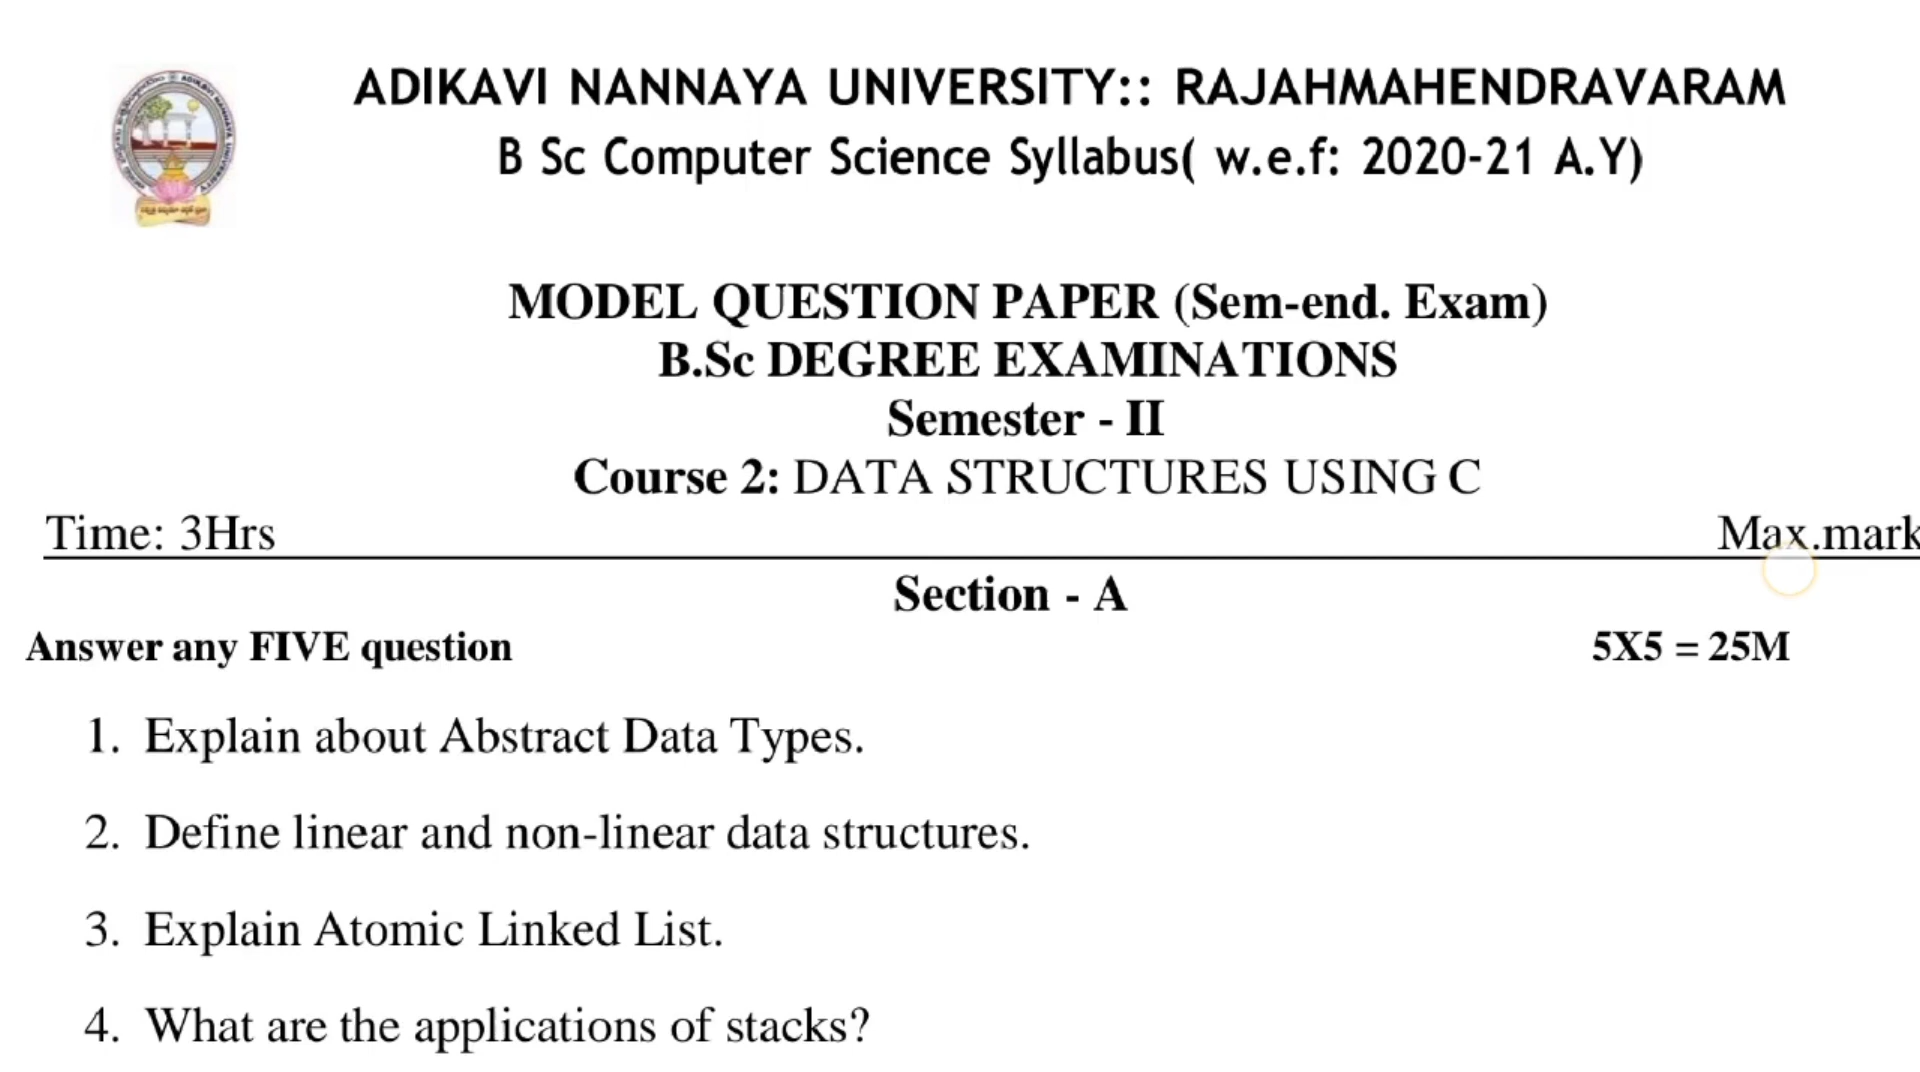 ADIKAVI NANNAYA UNIVERSITY:: RAJAHMAHENDRAVARAM
B Sc Computer Science Syllabus( w.e.f: 2020-21 A.Y)
MODEL QUESTION PAPER (Sem-end. Exam)
B.Sc DEGREE EXAMINATIONS
Semester - II
Course 2: DATA STRUCTURES USING C
Time: 3Hrs Max.mark
Section - A
Answer any FIVE question 5X5 = 25M
1. Explain about Abstract Data Types.
2. Define linear and non-linear data structures.
3. Explain Atomic Linked List.
4. What are the applications of stacks?